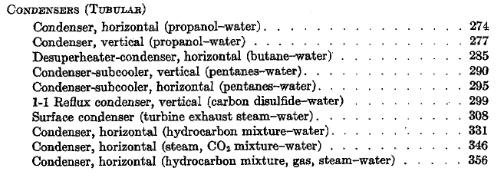 CONDENSERS (TUBULAR)
Condenser, horizontal (propanol–water). . . . . . . . . . . . . . . . . . . . 274
Condenser, vertical (propanol–water) . . . . . . . . . . . . . . . . . . . . . 277
Desuperheater-condenser, horizontal (butane–water) . . . . . . . . . . . . . 285
Condenser-subcooler, vertical (pentanes–water). . . . . . . . . . . . . . . . 290
Condenser-subcooler, horizontal (pentanes–water). . . . . . . . . . . . . . . 295
1-1 Reflux condenser, vertical (carbon disulfide–water) . . . . . . . . . . . 299
Surface condenser (turbine exhaust steam–water). . . . . . . . . . . . . . . 308
Condenser, horizontal (hydrocarbon mixture–water). . . . . . . . . . . . . . 331
Condenser, horizontal (steam, CO₂ mixture–water) . . . . . . . . . . . . . . 346
Condenser, horizontal (hydrocarbon mixture, gas, steam–water) . . . . . . . 356